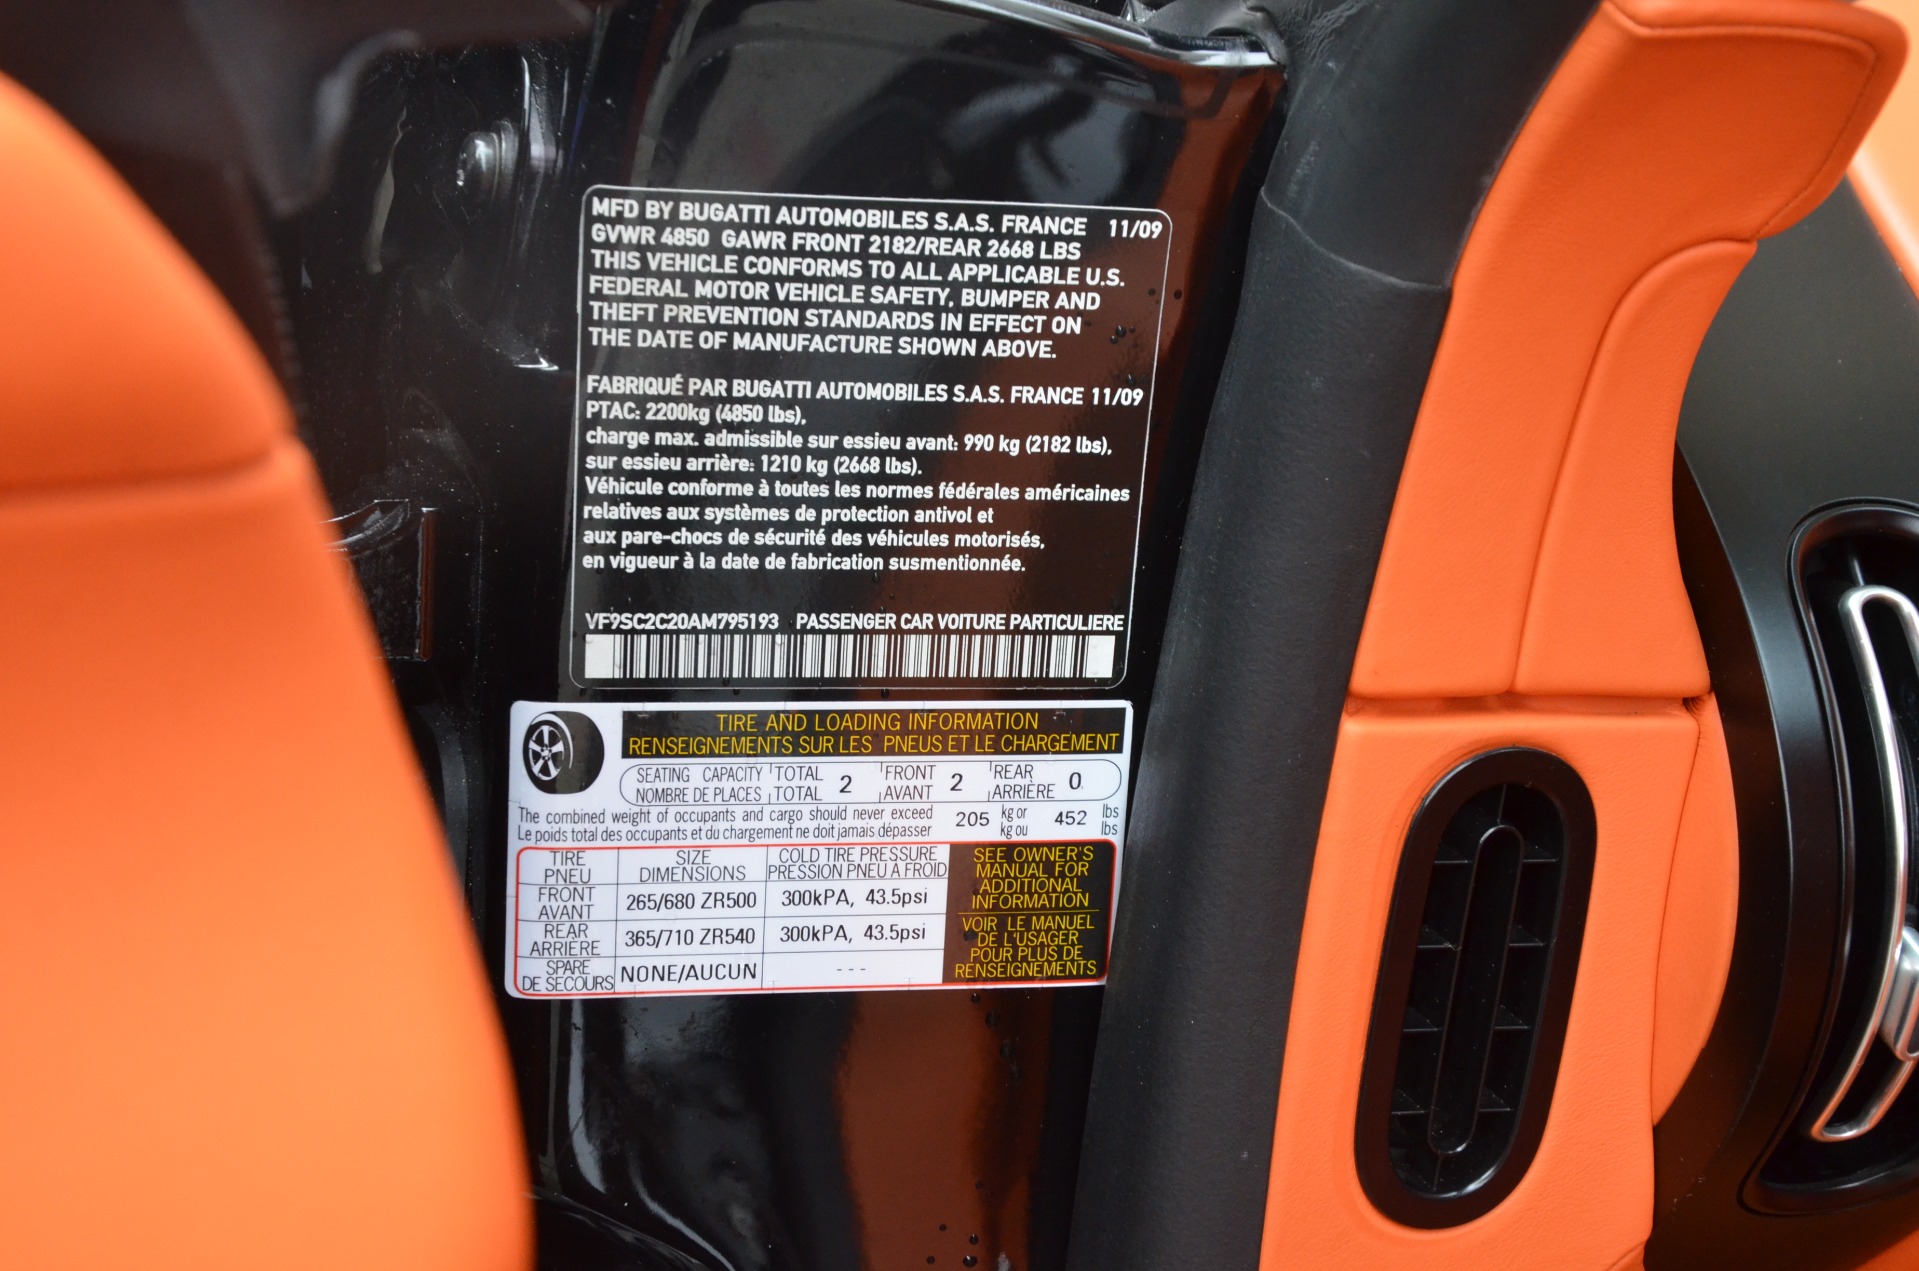 MFD BY BUGATTI AUTOMOBILES S.A.S. FRANCE 11/09
GVWR 4850 GAWR FRONT 2182/REAR 2668 LBS
THIS VEHICLE CONFORMS TO ALL APPLICABLE U.S.
FEDERAL MOTOR VEHICLE SAFETY, BUMPER AND
THEFT PREVENTION STANDARDS IN EFFECT ON
THE DATE OF MANUFACTURE SHOWN ABOVE.
FABRIQUÉ PAR BUGATTI AUTOMOBILES S.A.S. FRANCE 11/09
PTAC: 2200kg (4850 lbs),
charge max. admissible sur essieu avant: 990 kg (2182 lbs),
sur essieu arrière: 1210 kg (2668 lbs).
Véhicule conforme à toutes les normes fédérales américaines
relatives aux systèmes de protection antivol et
aux pare-chocs de sécurité des véhicules motorisés,
en vigueur à la date de fabrication susmentionnée.
VF9SC2C20AM795193 PASSENGER CAR VOITURE PARTICULIERE
TIRE AND LOADING INFORMATION
RENSEIGNEMENTS SUR LES PNEUS ET LE CHARGEMENT
SEATING CAPACITY TOTAL 2 FRONT 2 REAR 0
NOMBRE DE PLACES TOTAL AVANT ARRIÈRE
The combined weight of occupants and cargo should never exceed 205 kg or 452 lbs
Le poids total des occupants et du chargement ne doit jamais dépasser kg ou lbs
TIRE SIZE COLD TIRE PRESSURE
PNEU DIMENSIONS PRESSION PNEU A FROID
FRONT
AVANT 265/680 ZR500 300kPA, 43.5psi
REAR
ARRIÈRE 365/710 ZR540 300kPA, 43.5psi
SPARE
DE SECOURS NONE/AUCUN ---
SEE OWNER'S
MANUAL FOR
ADDITIONAL
INFORMATION
VOIR LE MANUEL
DE L'USAGER
POUR PLUS DE
RENSEIGNEMENTS